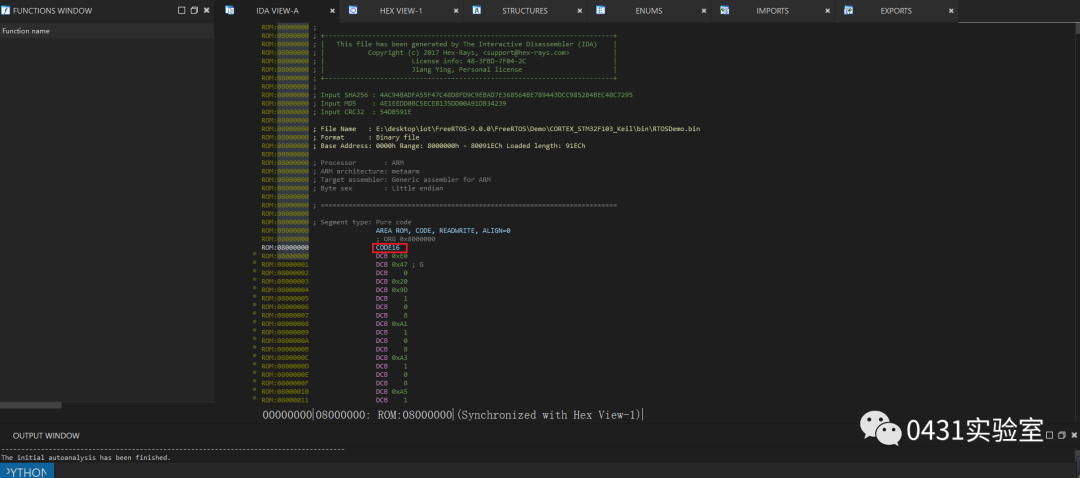 FUNCTIONS WINDOW
IDA VIEW-A
HEX VIEW-1
STRUCTURES
ENUMS
IMPORTS
EXPORTS
Function name
ROM:08000000 ;
ROM:08000000 ; +-------------------------------------------------------------------------+
ROM:08000000 ; |   This file has been generated by The Interactive Disassembler (IDA)    |
ROM:08000000 ; |           Copyright (c) 2017 Hex-Rays, <support@hex-rays.com>           |
ROM:08000000 ; |                      License info: 48-3FBD-7F04-2C                      |
ROM:08000000 ; |                      Jiang Ying, Personal license                       |
ROM:08000000 ; +-------------------------------------------------------------------------+
ROM:08000000 ;
ROM:08000000 ; Input SHA256 :
ROM:08000000 ; Input MD5    :
ROM:08000000 ; Input CRC32  : 54DB591E
ROM:08000000
ROM:08000000 ; File Name   : E:\desktop\iot\FreeRTOS-9.0.0\FreeRTOS\Demo\CORTEX_STM32F103_Keil\bin\RTOSDemo.bin
ROM:08000000 ; Format      : Binary file
ROM:08000000 ; Base Address: 0000h Range: 8000000h - 80091ECh Loaded length: 91ECh
ROM:08000000
ROM:08000000 ; Processor       : ARM
ROM:08000000 ; ARM architecture: metaarm
ROM:08000000 ; Target assembler: Generic assembler for ARM
ROM:08000000 ; Byte sex        : Little endian
ROM:08000000
ROM:08000000 ; ===========================================================================
ROM:08000000
ROM:08000000 ; Segment type: Pure code
ROM:08000000 AREA ROM, CODE, READWRITE, ALIGN=0
ROM:08000000 ; ORG 0x8000000
ROM:08000000 CODE16
ROM:08000000 DCB 0xE0
ROM:08000001 DCB 0x47 ; G
ROM:08000002 DCB    0
ROM:08000003 DCB 0x20
ROM:08000004 DCB 0x9D
ROM:08000005 DCB    1
ROM:08000006 DCB    0
ROM:08000007 DCB    8
ROM:08000008 DCB 0xA1
ROM:08000009 DCB    1
ROM:0800000A DCB    0
ROM:0800000B DCB    8
ROM:0800000C DCB 0xA3
ROM:0800000D DCB    1
ROM:0800000E DCB    0
ROM:0800000F DCB    8
ROM:08000010 DCB 0xA5
ROM:08000011 DCB    1
00000000|08000000: ROM:08000000|(Synchronized with Hex View-1)|
OUTPUT WINDOW
The initial autoanalysis has been finished.
PYTHON
0431实验室